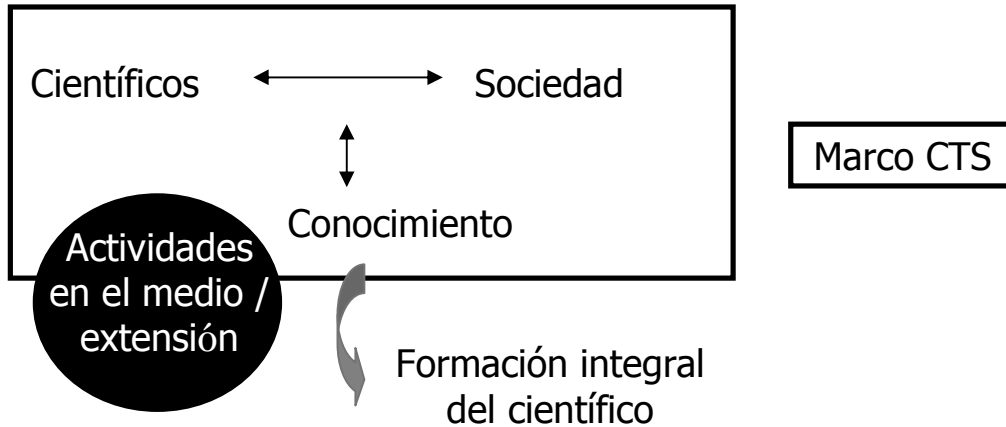 Científicos
Sociedad
Marco CTS
Conocimiento
Actividades
en el medio /
extensión
Formación integral
del científico